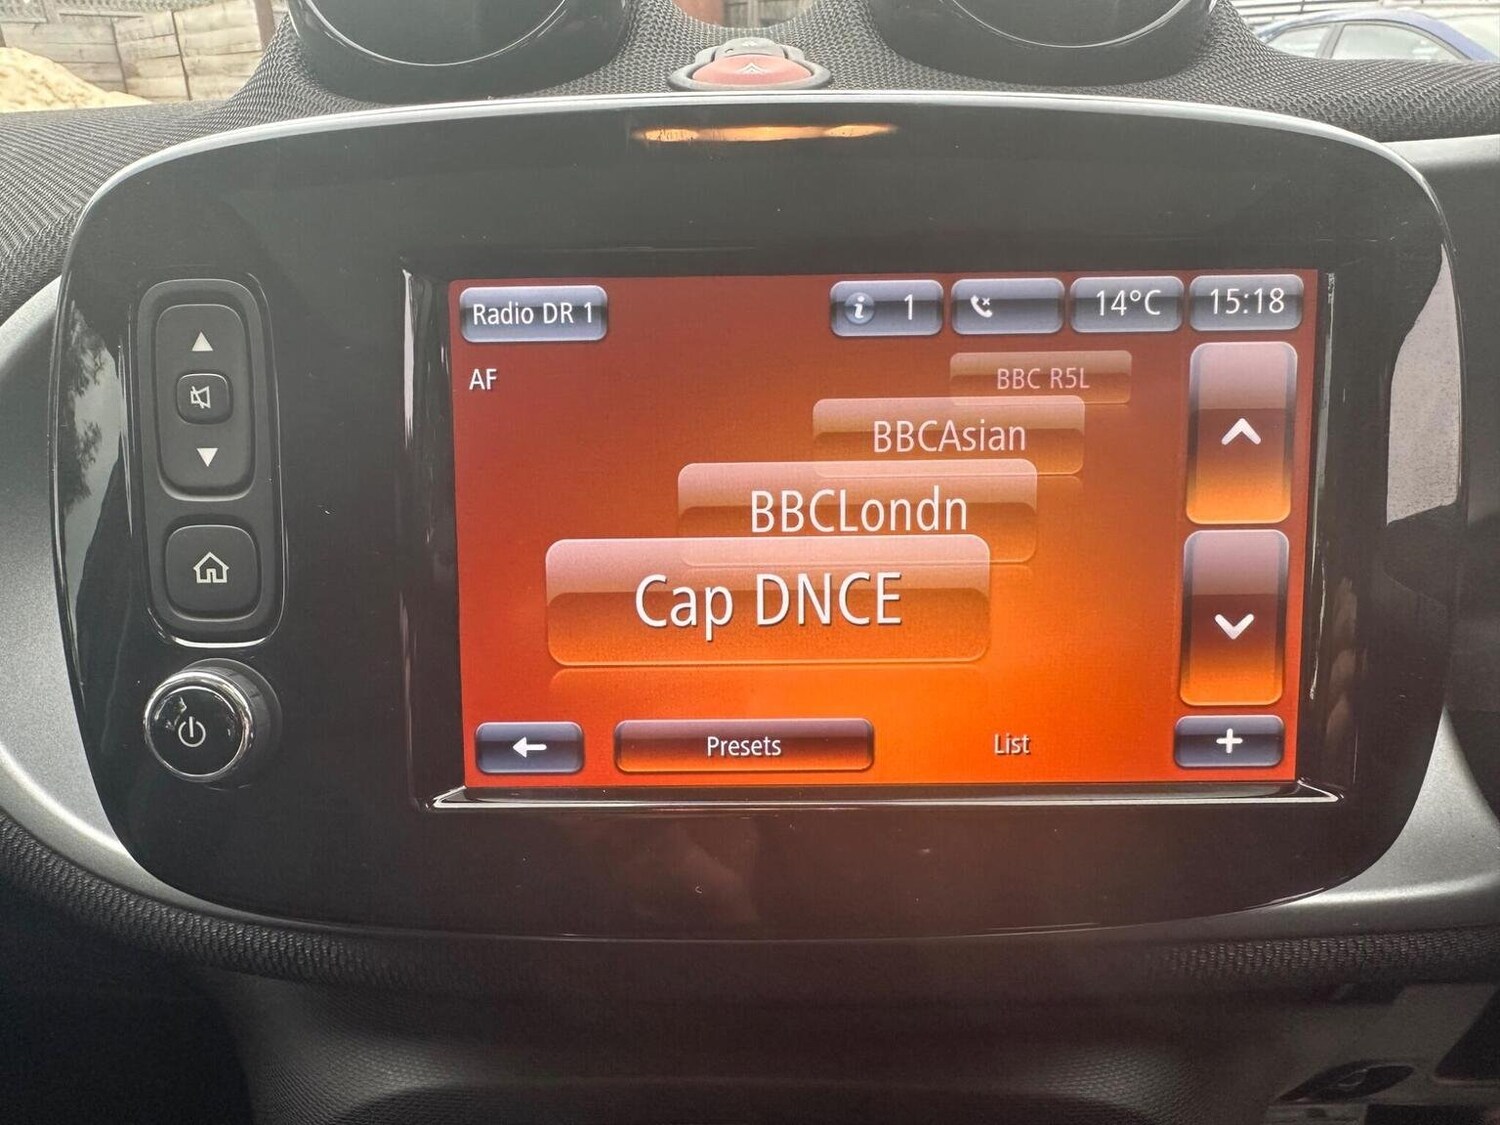 Radio DR 1
1
14°C
15:18
AF
BBC R5L
BBCAsian
BBCLondn
Cap DNCE
Presets
List